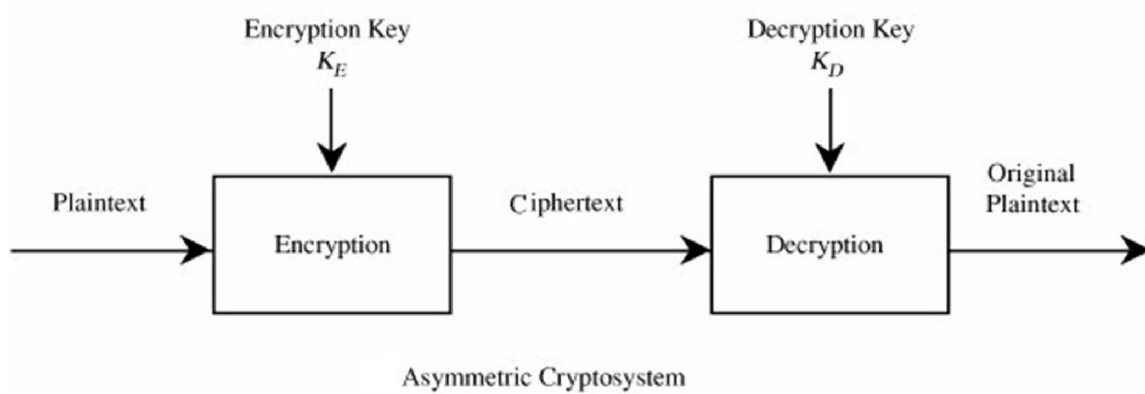 Encryption Key
K_E
Decryption Key
K_D
Plaintext
Encryption
Ciphertext
Decryption
Original
Plaintext
Asymmetric Cryptosystem